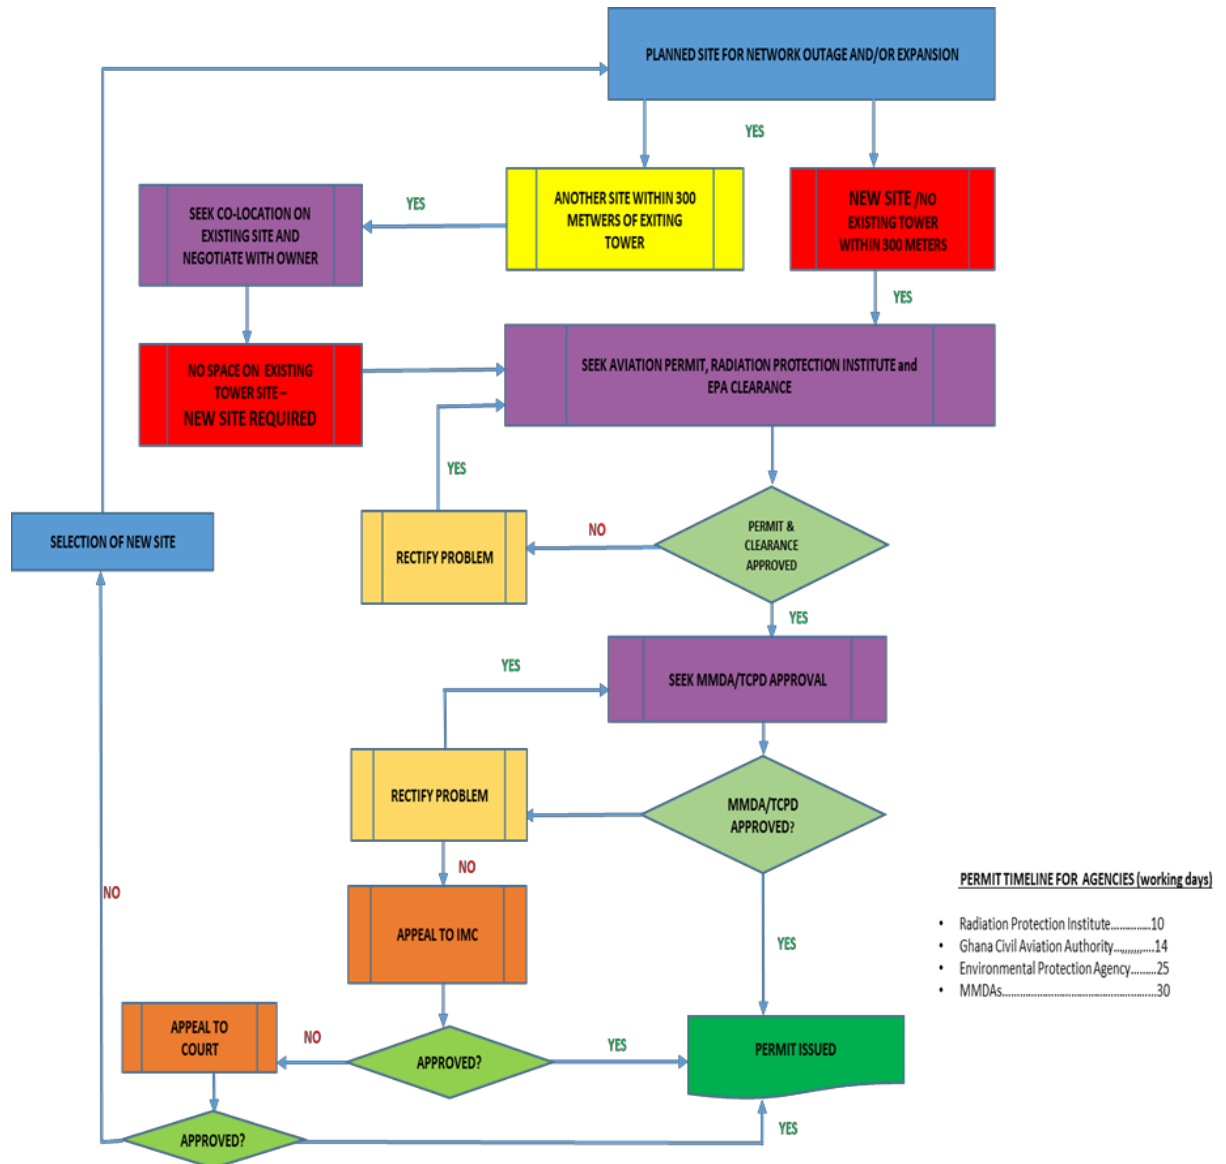 PLANNED SITE FOR NETWORK OUTAGE AND/OR EXPANSION
YES
SEEK CO-LOCATION ON
EXISTING SITE AND
NEGOTIATE WITH OWNER
YES
ANOTHER SITE WITHIN 300
METWERS OF EXITING
TOWER
NEW SITE /NO
EXISTING TOWER
WITHIN 300 METERS
YES
NO SPACE ON EXISTING
TOWER SITE –
NEW SITE REQUIRED
SEEK AVIATION PERMIT, RADIATION PROTECTION INSTITUTE and
EPA CLEARANCE
YES
SELECTION OF NEW SITE
RECTIFY PROBLEM
NO
PERMIT &
CLEARANCE
APPROVED
YES
YES
SEEK MMDA/TCPD APPROVAL
RECTIFY PROBLEM
MMDA/TCPD
APPROVED?
NO
NO
APPEAL TO IMC
YES
PERMIT TIMELINE FOR AGENCIES (working days)
• Radiation Protection Institute..............10
• Ghana Civil Aviation Authority...,,,,,,,,....14
• Environmental Protection Agency.........25
• MMDAs......................................................30
APPEAL TO
COURT
NO
APPROVED?
YES
PERMIT ISSUED
APPROVED?
YES